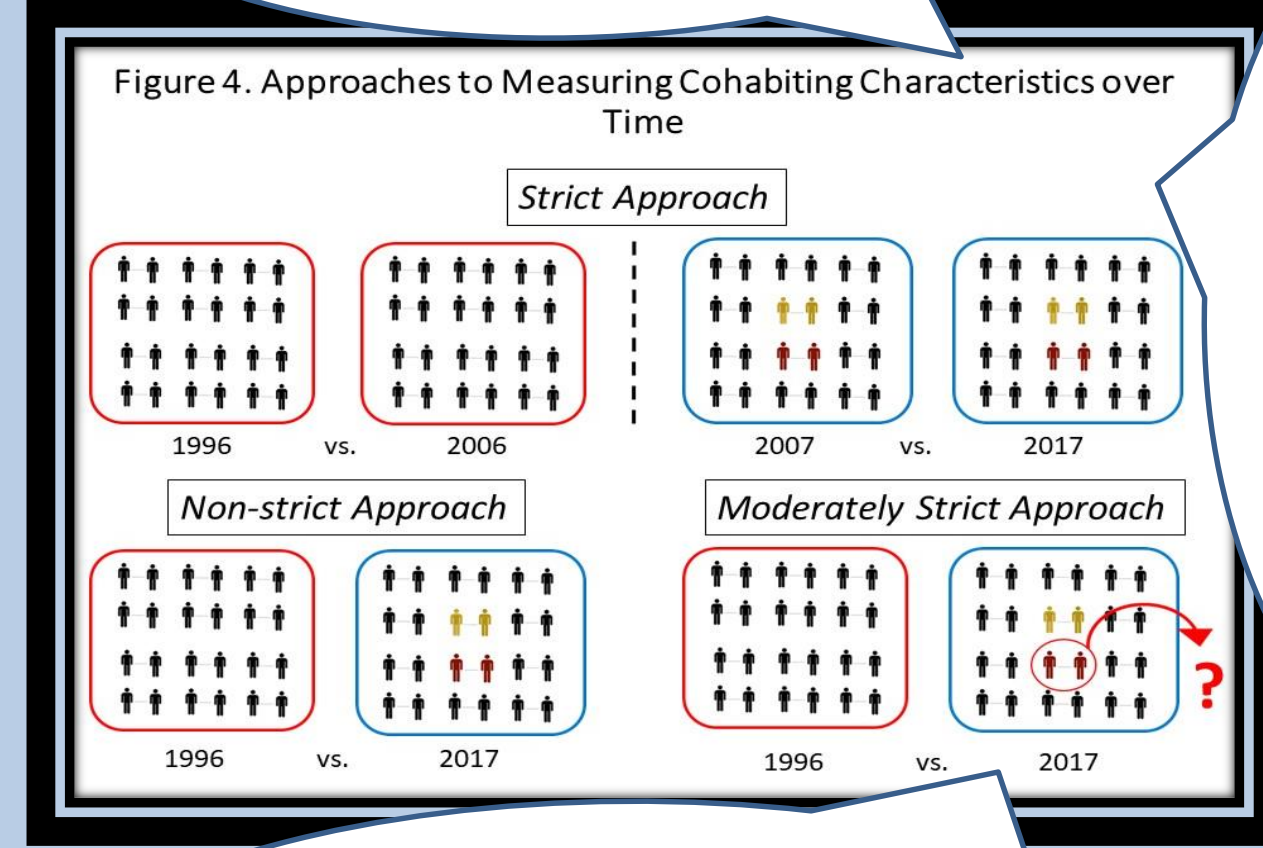 Figure 4. Approaches to Measuring Cohabiting Characteristics over
Time
Strict Approach
1996 vs. 2006 2007 vs. 2017
Non-strict Approach Moderately Strict Approach
?
1996 vs. 2017 1996 vs. 2017